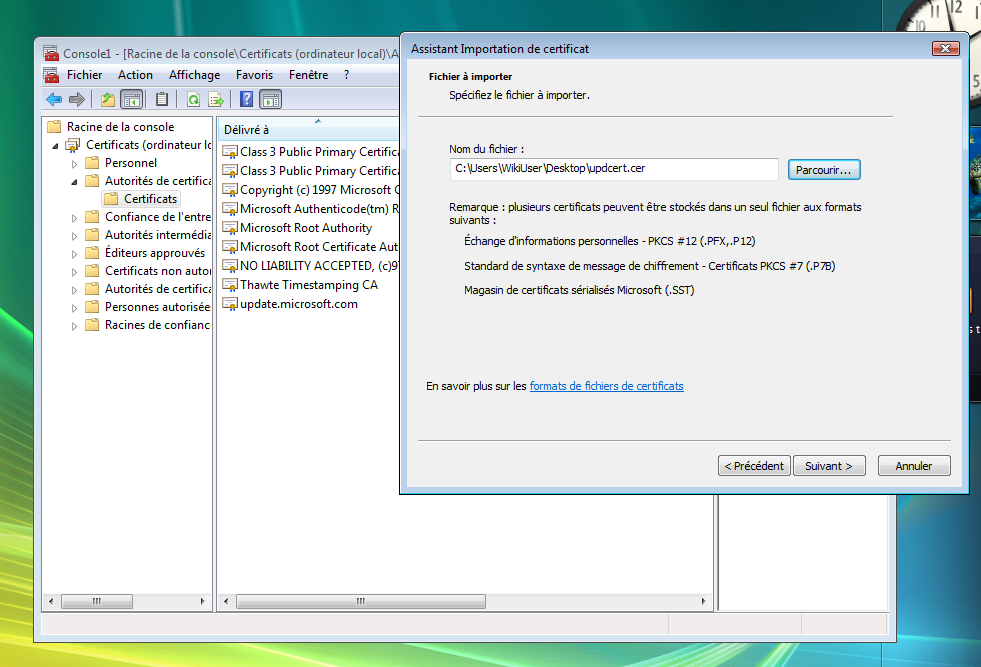 Console1 - [Racine de la console\Certificats (ordinateur local)\A
Fichier Action Affichage Favoris Fenêtre ?
Racine de la console
Certificats (ordinateur lo
Personnel
Autorités de certifica
Certificats
Confiance de l'entre
Autorités intermédia
Éditeurs approuvés
Certificats non autor
Autorités de certifica
Personnes autorisée
Racines de confianc
Délivré à
Class 3 Public Primary Certifica
Class 3 Public Primary Certifica
Copyright (c) 1997 Microsoft C
Microsoft Authenticode(tm) R
Microsoft Root Authority
Microsoft Root Certificate Aut
NO LIABILITY ACCEPTED, (c)9
Thawte Timestamping CA
update.microsoft.com
Assistant Importation de certificat
Fichier à importer
Spécifiez le fichier à importer.
Nom du fichier :
C:\Users\WikiUser\Desktop\updcert.cer
Parcourir...
Remarque : plusieurs certificats peuvent être stockés dans un seul fichier aux formats
suivants :
Échange d'informations personnelles - PKCS #12 (.PFX,.P12)
Standard de syntaxe de message de chiffrement - Certificats PKCS #7 (.P7B)
Magasin de certificats sérialisés Microsoft (.SST)
En savoir plus sur les formats de fichiers de certificats
< Précédent Suivant > Annuler
11 12
10
s t